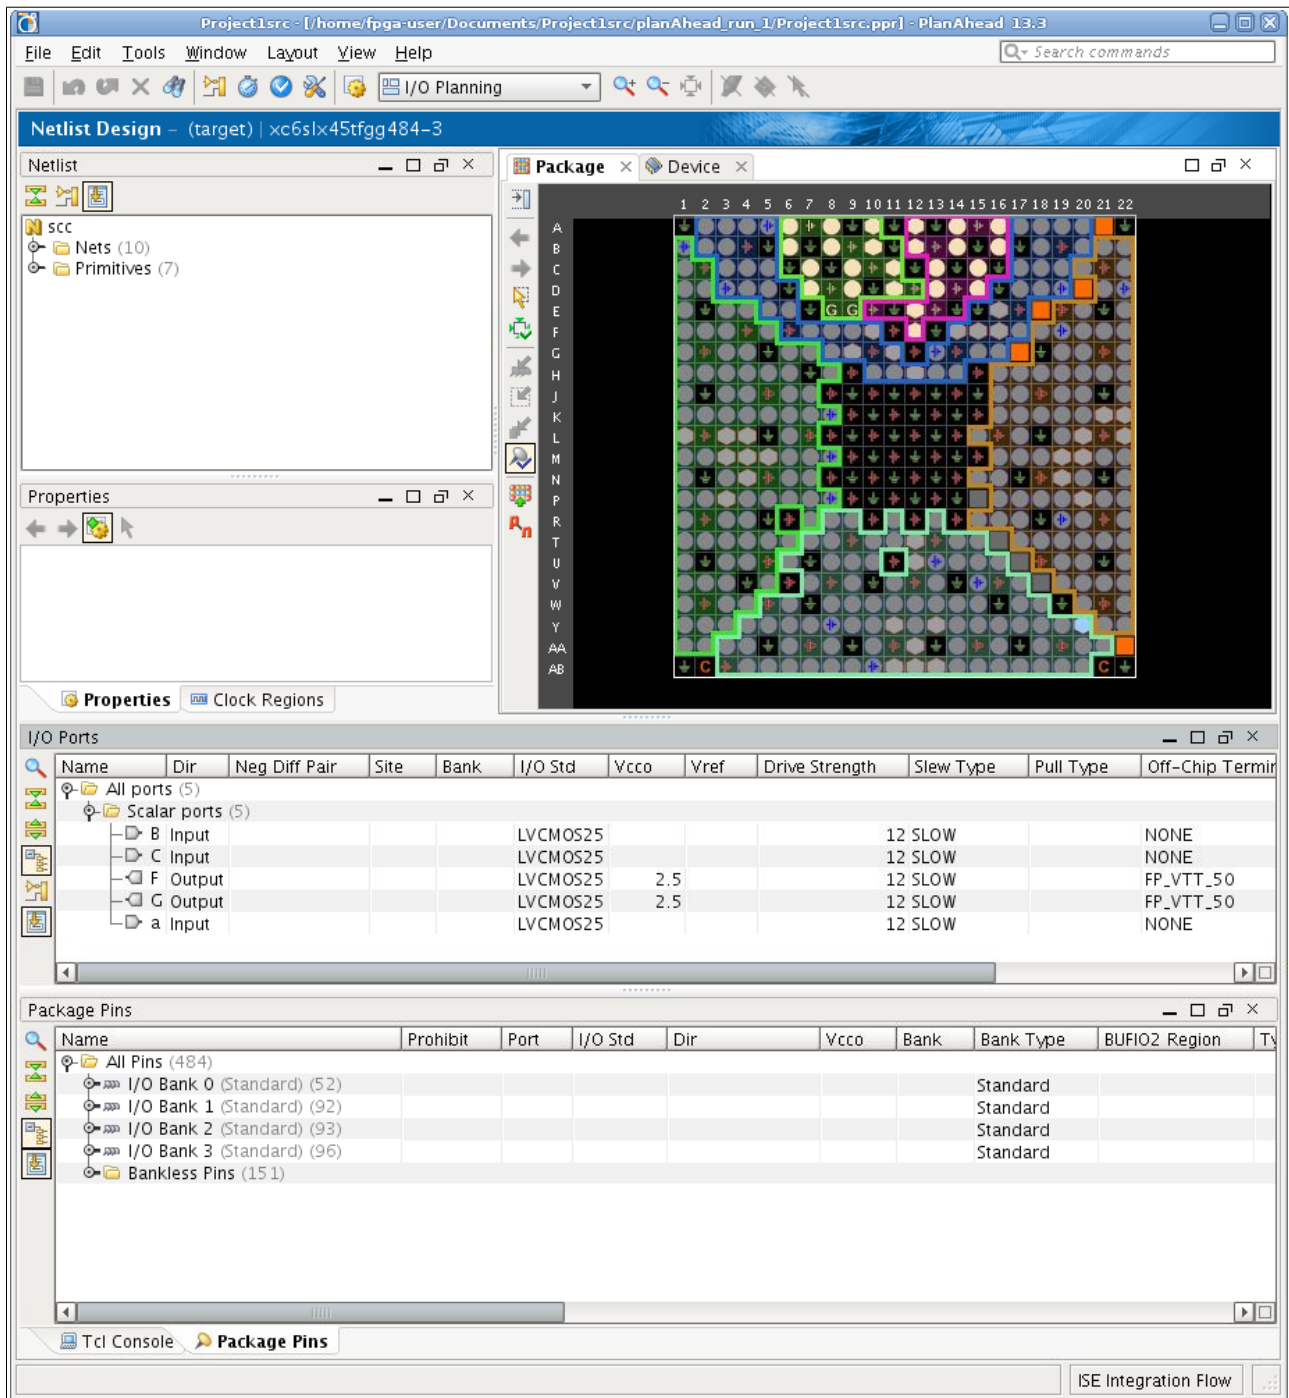 Project1src - [/home/fpga-user/Documents/Project1src/planAhead_run_1/Project1src.ppr] - PlanAhead 13.3
File Edit Tools Window Layout View Help
Search commands
I/O Planning
Netlist Design - (target) | xc6slx45tfgg484-3
Netlist
Package
Device
N scc
Nets (10)
Primitives (7)
1 2 3 4 5 6 7 8 9 10 11 12 13 14 15 16 17 18 19 20 21 22
A
B
C
D
E
G G
F
G
H
J
K
L
M
N
P
R
T
U
V
W
Y
AA
AB
C
C
Properties
Properties Clock Regions
I/O Ports
Name Dir Neg Diff Pair Site Bank I/O Std Vcco Vref Drive Strength Slew Type Pull Type Off-Chip Termin
All ports (5)
Scalar ports (5)
B Input LVCMOS25 12 SLOW NONE
C Input LVCMOS25 12 SLOW NONE
F Output LVCMOS25 2.5 12 SLOW FP_VTT_50
G Output LVCMOS25 2.5 12 SLOW FP_VTT_50
a Input LVCMOS25 12 SLOW NONE
Package Pins
Name Prohibit Port I/O Std Dir Vcco Bank Bank Type BUFIO2 Region Ty
All Pins (484)
I/O Bank 0 (Standard) (52) Standard
I/O Bank 1 (Standard) (92) Standard
I/O Bank 2 (Standard) (93) Standard
I/O Bank 3 (Standard) (96) Standard
Bankless Pins (151)
Tcl Console Package Pins
ISE Integration Flow